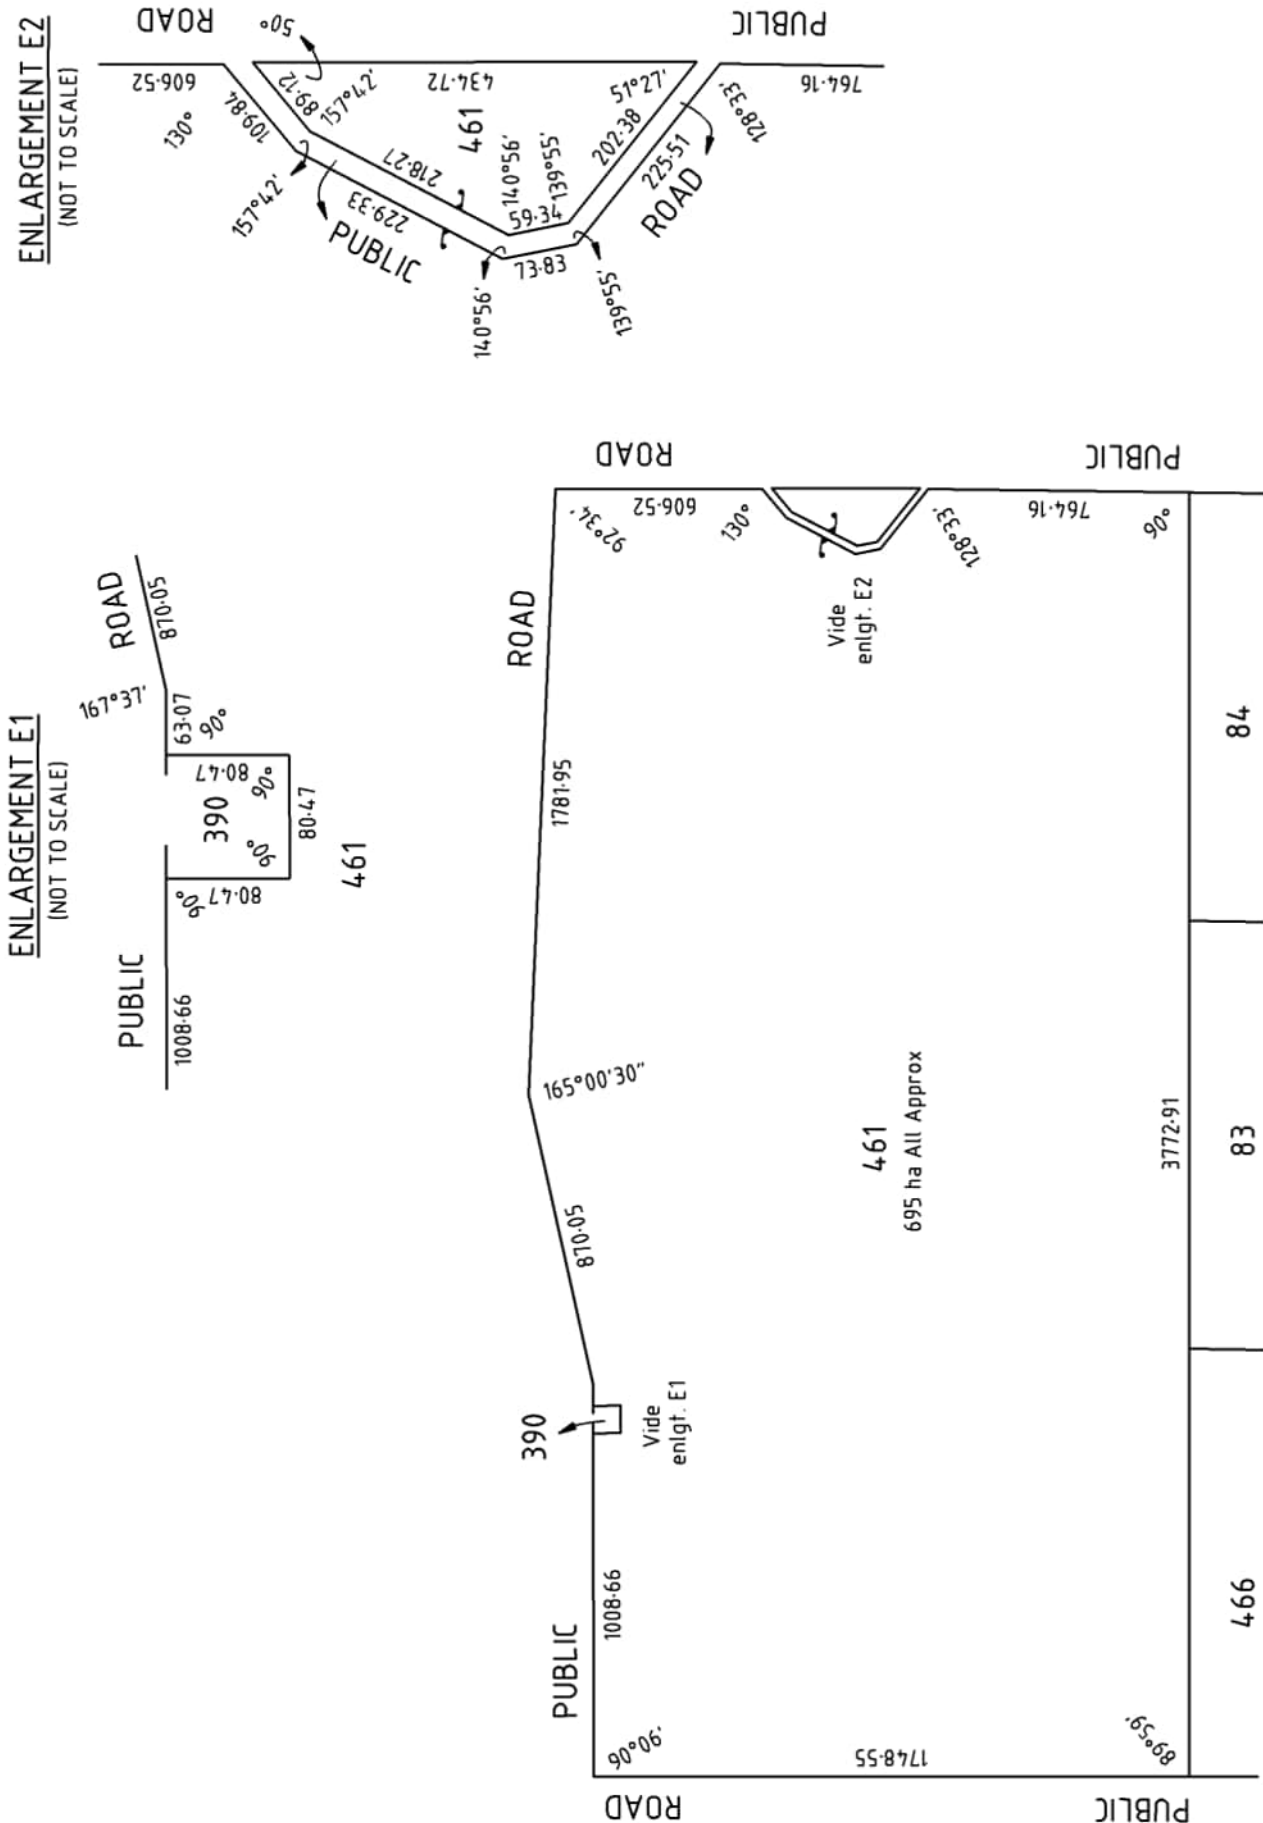 ENLARGEMENT E2
(NOT TO SCALE)
ROAD
PUBLIC
606·52
130°
109·84
50°
89·12
157°42'
434·72
51°27'
764·16
157°42'
229·33
218·27
461
140°56'
139°55'
202·38
128°33'
225·51
ROAD
PUBLIC
59·34
73·83
140°56'
139°55'
ENLARGEMENT E1
(NOT TO SCALE)
PUBLIC
ROAD
1008·66
167°37'
870·05
63·07
90°
80·47
90°
390
90°
80·47
90°
80·47
461
ROAD
PUBLIC
92°34'
606·52
130°
128°33'
764·16
90°
Vide
englt. E2
ROAD
1781·95
165°00'30"
870·05
390
Vide
englt. E1
PUBLIC
1008·66
90°06'
1748·55
89°59'
ROAD
PUBLIC
461
695 ha All Approx
3772·91
466
83
84